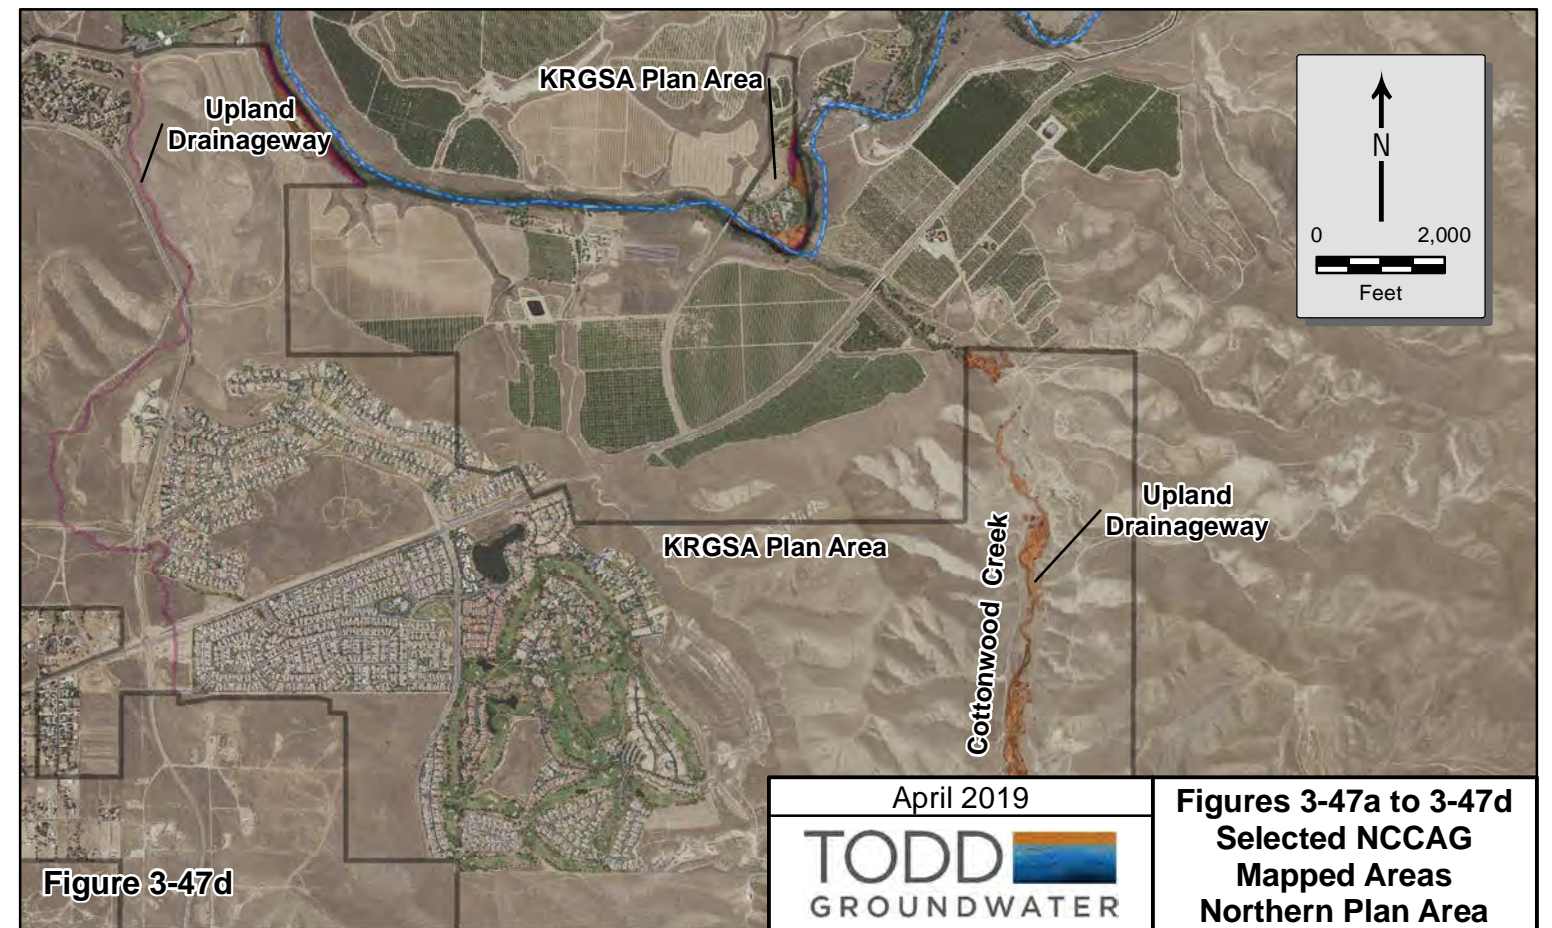 KRGSA Plan Area
Upland
Drainageway
N
0 2,000
Feet
Upland
Drainageway
KRGSA Plan Area
Cottonwood Creek
Figure 3-47d
April 2019
TODD
GROUNDWATER
Figures 3-47a to 3-47d
Selected NCCAG
Mapped Areas
Northern Plan Area